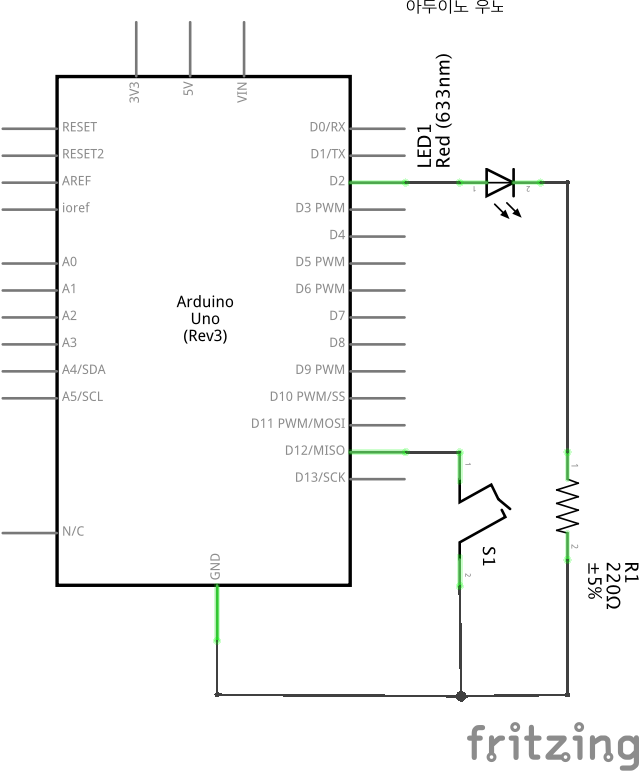 아두이노 우노
3V3
5V
VIN
RESET
RESET2
AREF
ioref
A0
A1
A2
A3
A4/SDA
A5/SCL
N/C
Arduino
Uno
(Rev3)
D0/RX
D1/TX
D2
D3 PWM
D4
D5 PWM
D6 PWM
D7
D8
D9 PWM
D10 PWM/SS
D11 PWM/MOSI
D12/MISO
D13/SCK
GND
LED1
Red (633nm)
1
2
1
2
S1
1
2
R1
220Ω
±5%
fritzing